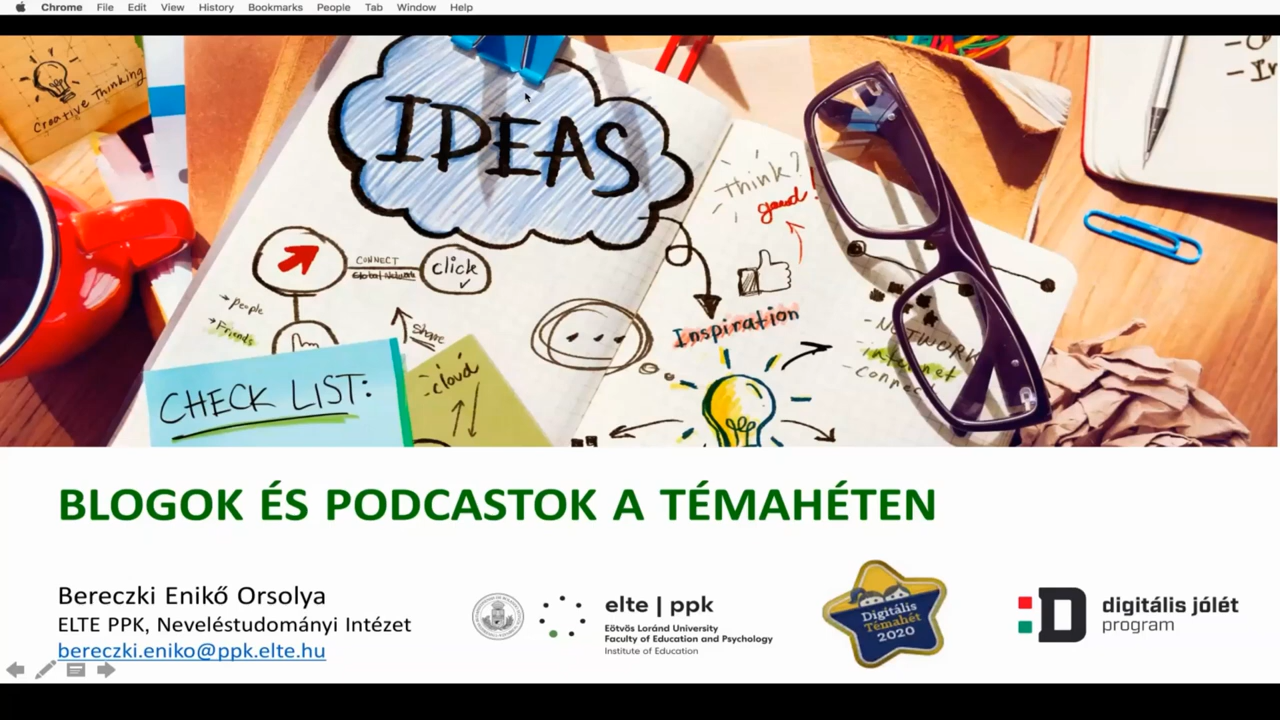 Chrome File Edit View History Bookmarks People Tab Window Help
Creative Thinking
IDEAS
Think?
good!
CONNECT
Global Network
click
People
Friends
share
Inspiration
- NETWORK
- internet
- connect
CHECK LIST:
-cloud
BLOGOK ÉS PODCASTOK A TÉMAHÉTEN
Bereczki Enikő Orsolya
ELTE PPK, Neveléstudományi Intézet
bereczki.eniko@ppk.elte.hu
elte | ppk
Eötvös Loránd University
Faculty of Education and Psychology
Institute of Education
Digitális
Témahét
2020
D
digitális jólét
program